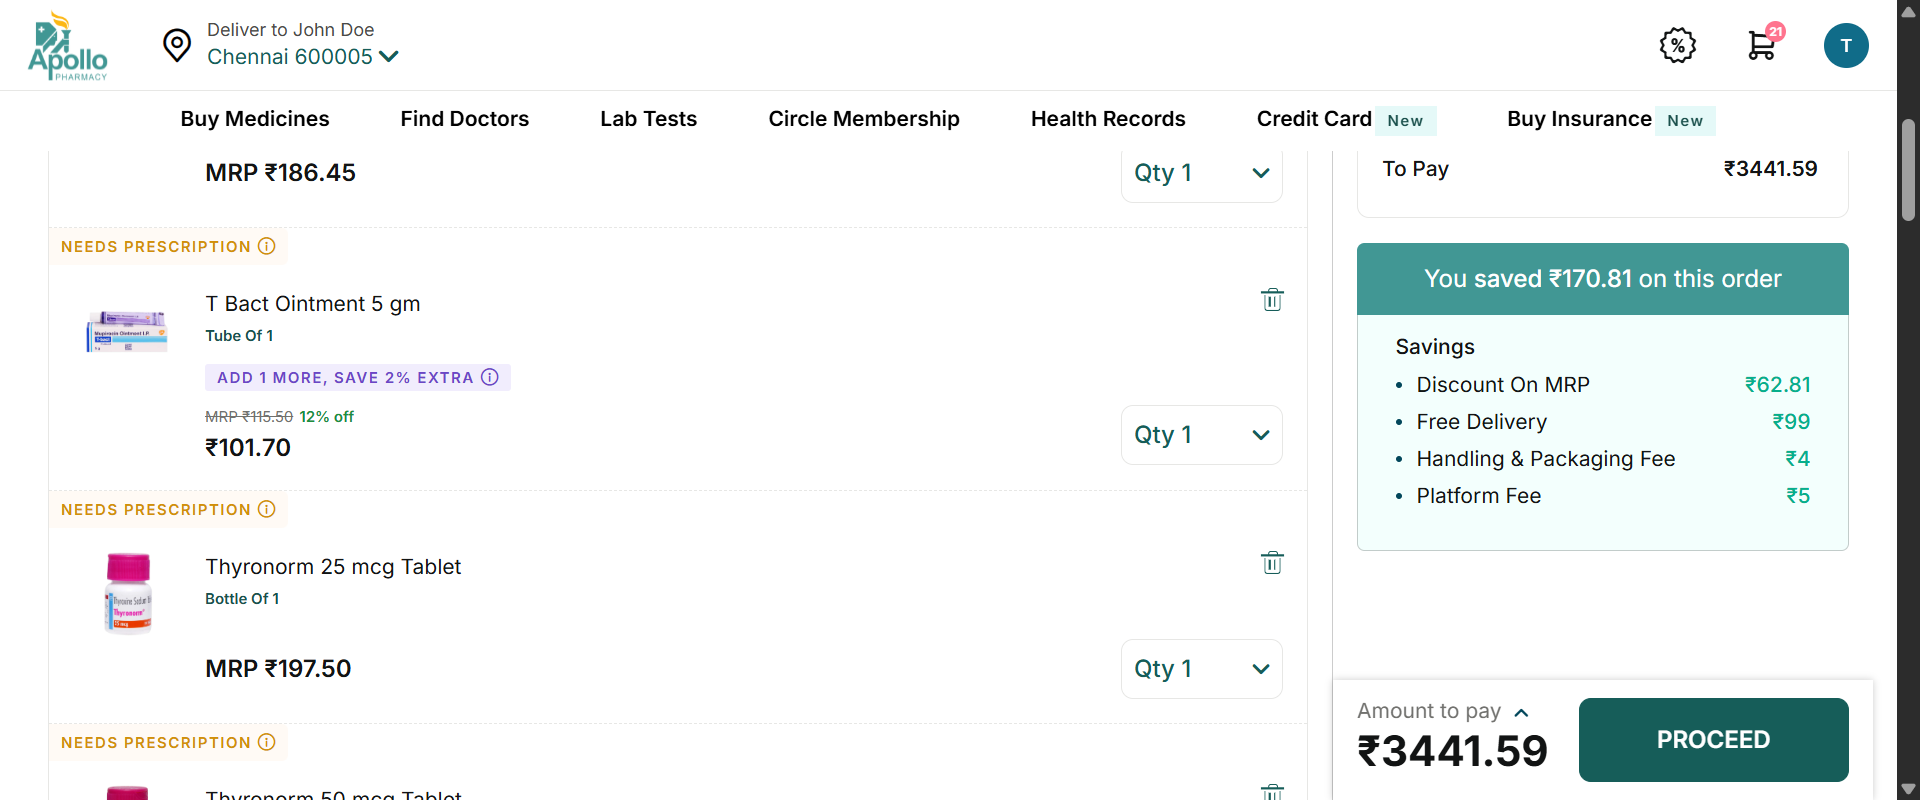 Apollo
PHARMACY
Deliver to John Doe
Chennai 600005
%
21
T
Buy Medicines
Find Doctors
Lab Tests
Circle Membership
Health Records
Credit Card New
Buy Insurance New
MRP ₹186.45
Qty 1
NEEDS PRESCRIPTION
T Bact Ointment 5 gm
Tube Of 1
ADD 1 MORE, SAVE 2% EXTRA
MRP ₹115.50 12% off
₹101.70
Qty 1
NEEDS PRESCRIPTION
Thyronorm 25 mcg Tablet
Bottle Of 1
MRP ₹197.50
Qty 1
NEEDS PRESCRIPTION
Thyronorm 50 mcg Tablet
To Pay ₹3441.59
You saved ₹170.81 on this order
Savings
• Discount On MRP ₹62.81
• Free Delivery ₹99
• Handling & Packaging Fee ₹4
• Platform Fee ₹5
Amount to pay
₹3441.59
PROCEED